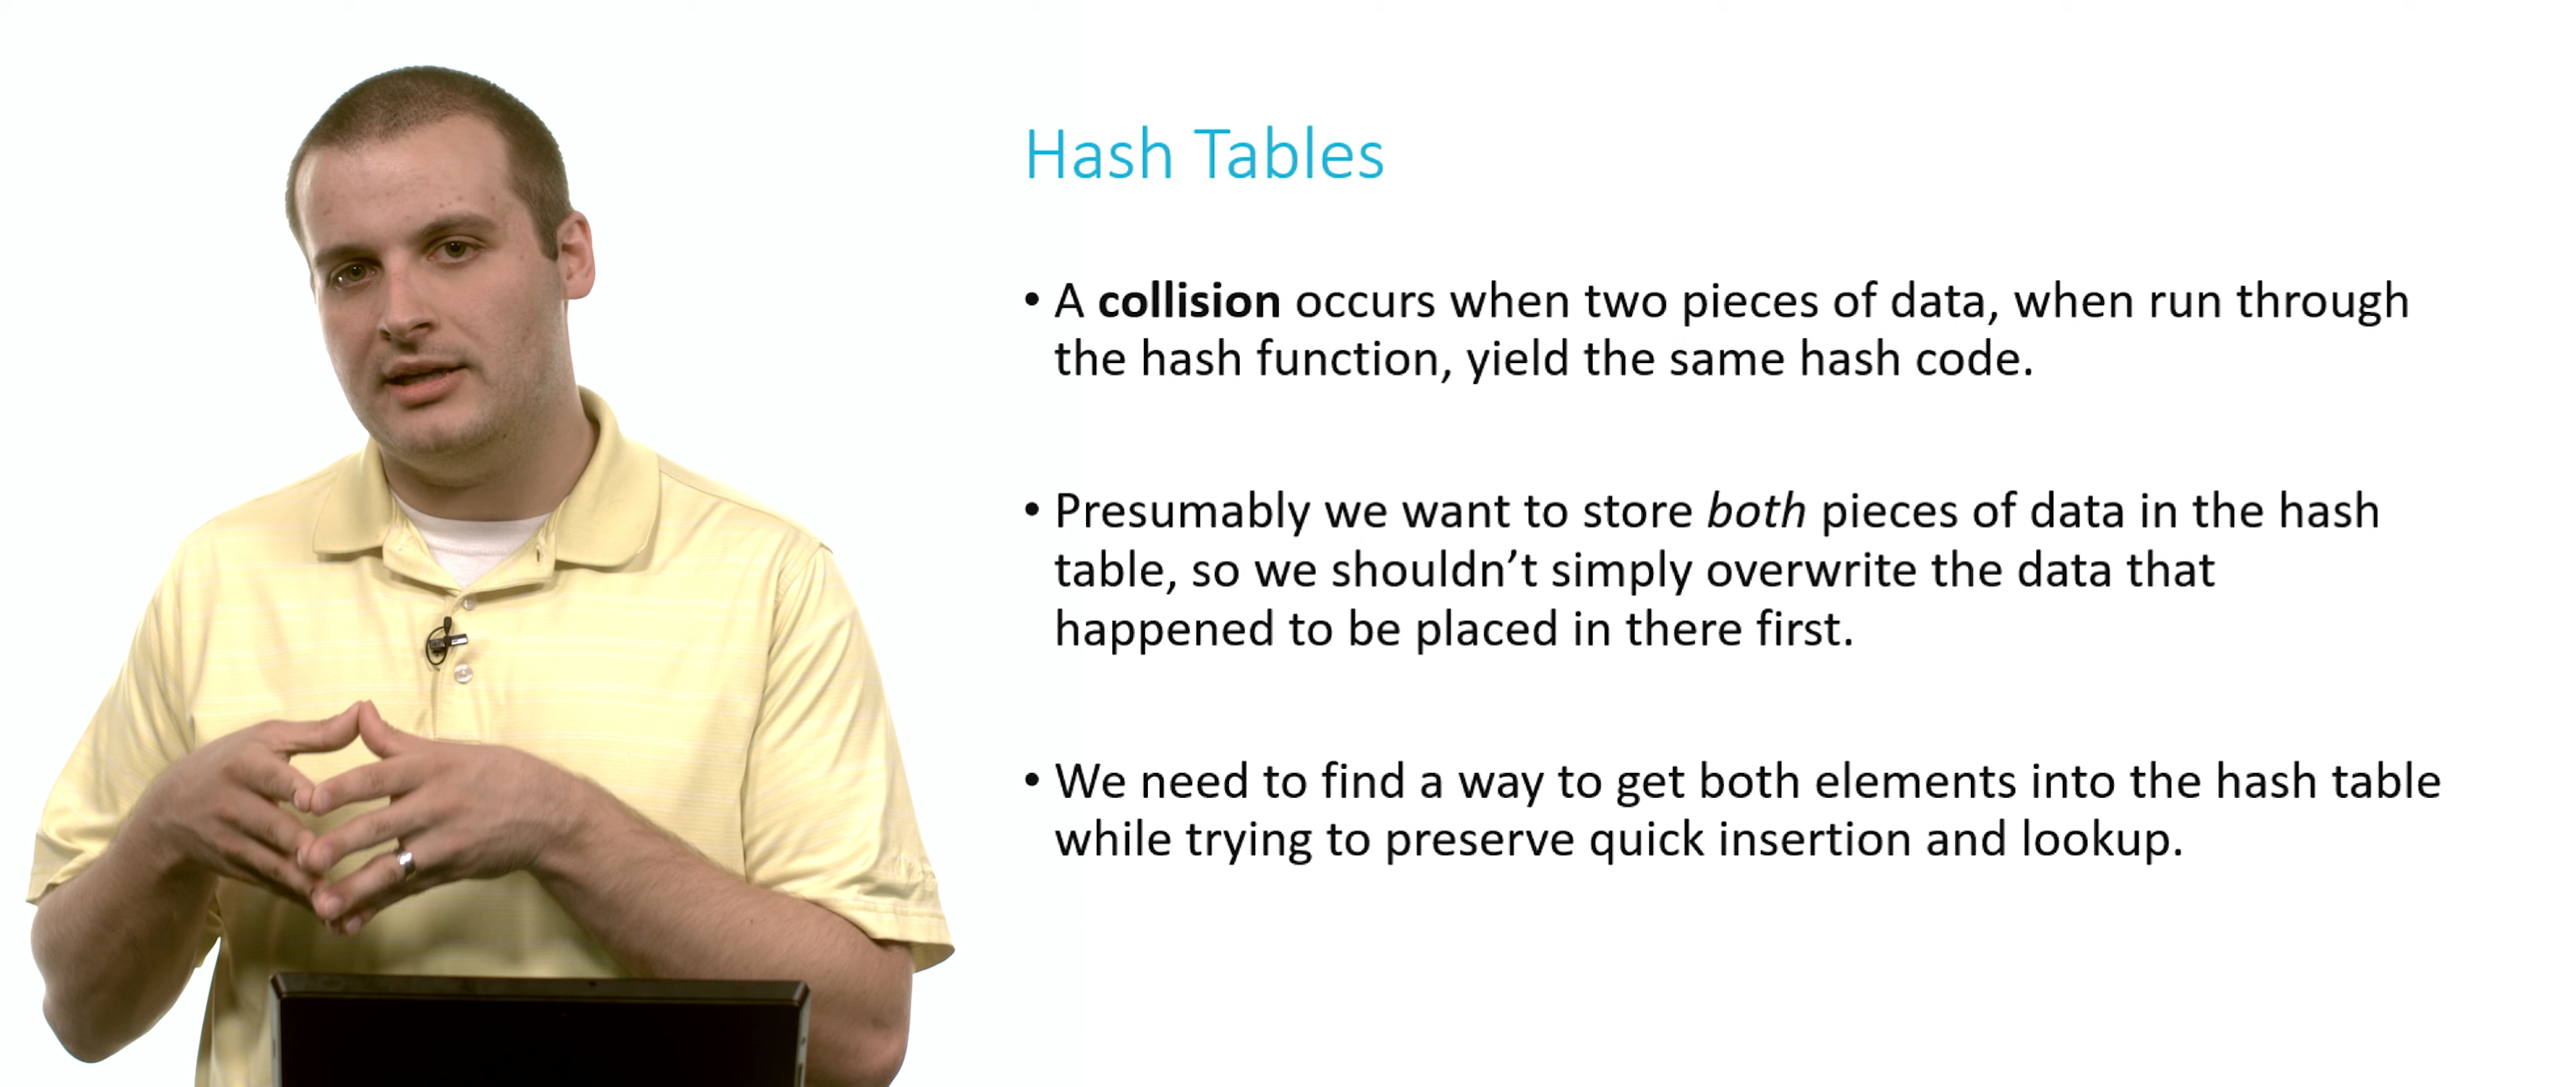 Hash Tables
• A collision occurs when two pieces of data, when run through
the hash function, yield the same hash code.
• Presumably we want to store both pieces of data in the hash
table, so we shouldn’t simply overwrite the data that
happened to be placed in there first.
• We need to find a way to get both elements into the hash table
while trying to preserve quick insertion and lookup.